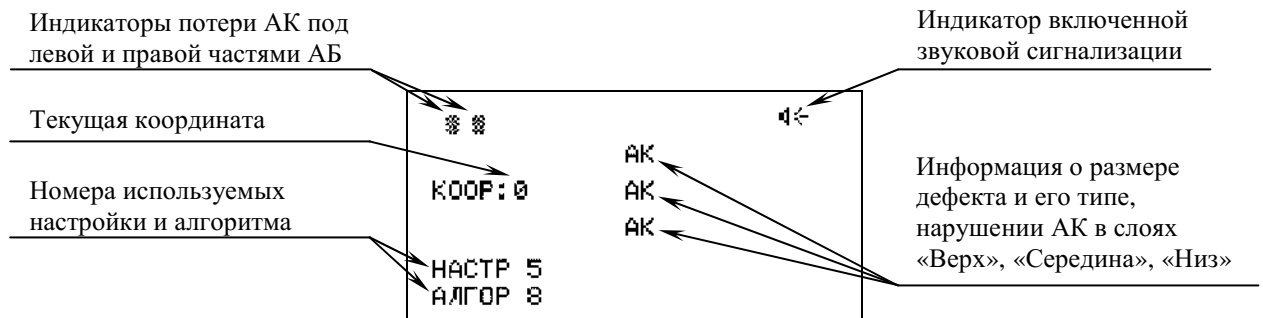 Индикаторы потери АК под
левой и правой частями АБ
Текущая координата
Номера используемых
настройки и алгоритма
АК
КООР:0 АК
АК
НАСТР 5
АЛГОР 8
Индикатор включенной
звуковой сигнализации
Информация о размере
дефекта и его типе,
нарушении АК в слоях
«Верх», «Середина», «Низ»